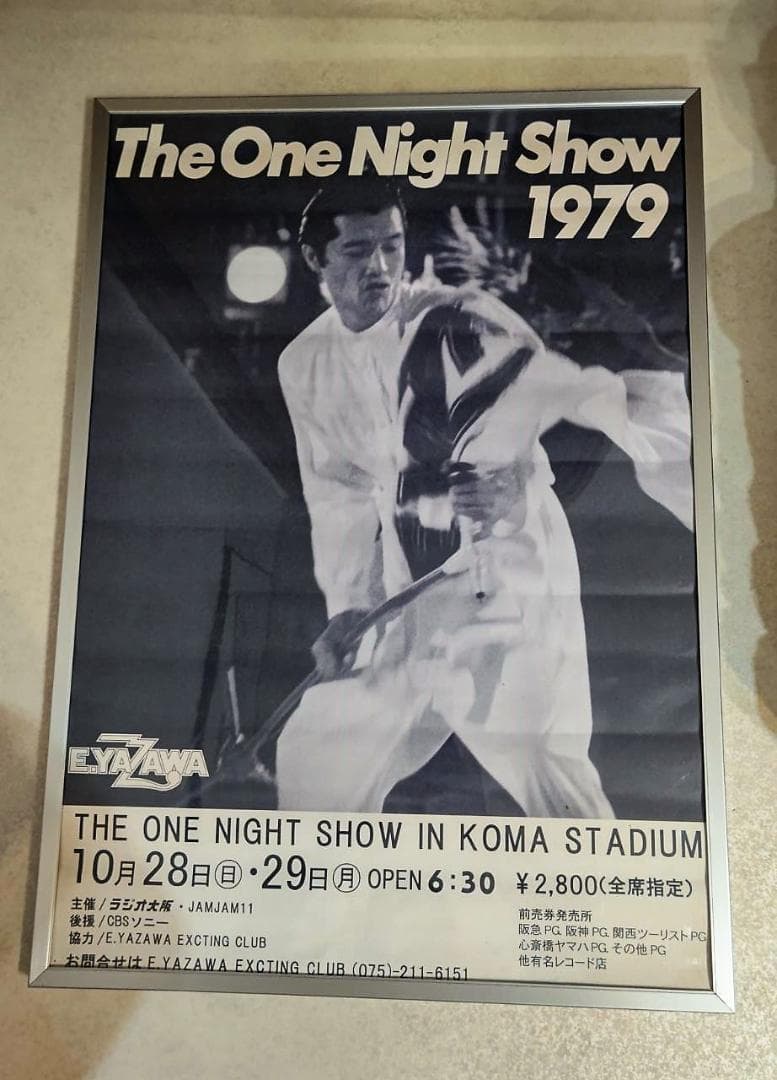 The One Night Show
1979
E.YAZAWA
THE ONE NIGHT SHOW IN KOMA STADIUM
10月28日㊐・29日㊊ OPEN 6:30 ¥2,800(全席指定)
主催/ラジオ大阪・JAMJAM11
後援/CBSソニー
協力/E.YAZAWA EXCTING CLUB
お問合せは E.YAZAWA EXCTING CLUB (075)-211-6151
前売券発売所
阪急PG. 阪神PG. 関西ツーリストPG
心斎橋ヤマハPG. その他PG
他有名レコード店